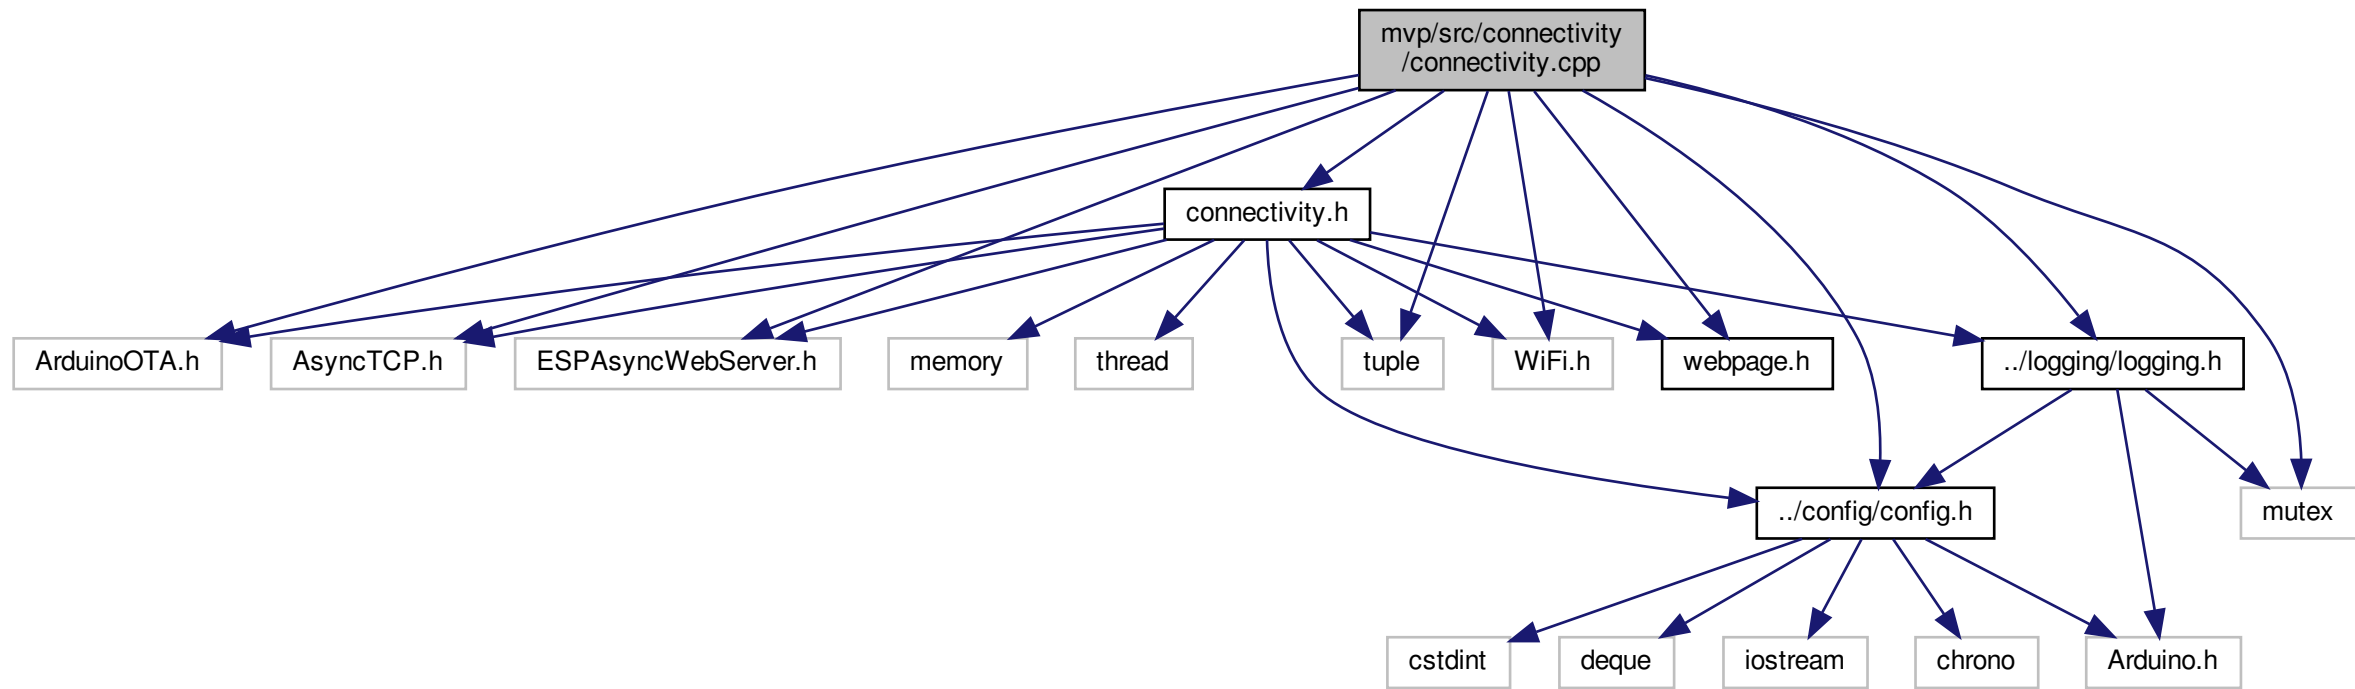 mvp/src/connectivity
/connectivity.cpp
connectivity.h
ArduinoOTA.h
AsyncTCP.h
ESPAsyncWebServer.h
memory
thread
tuple
WiFi.h
webpage.h
../logging/logging.h
../config/config.h
mutex
cstdint
deque
iostream
chrono
Arduino.h